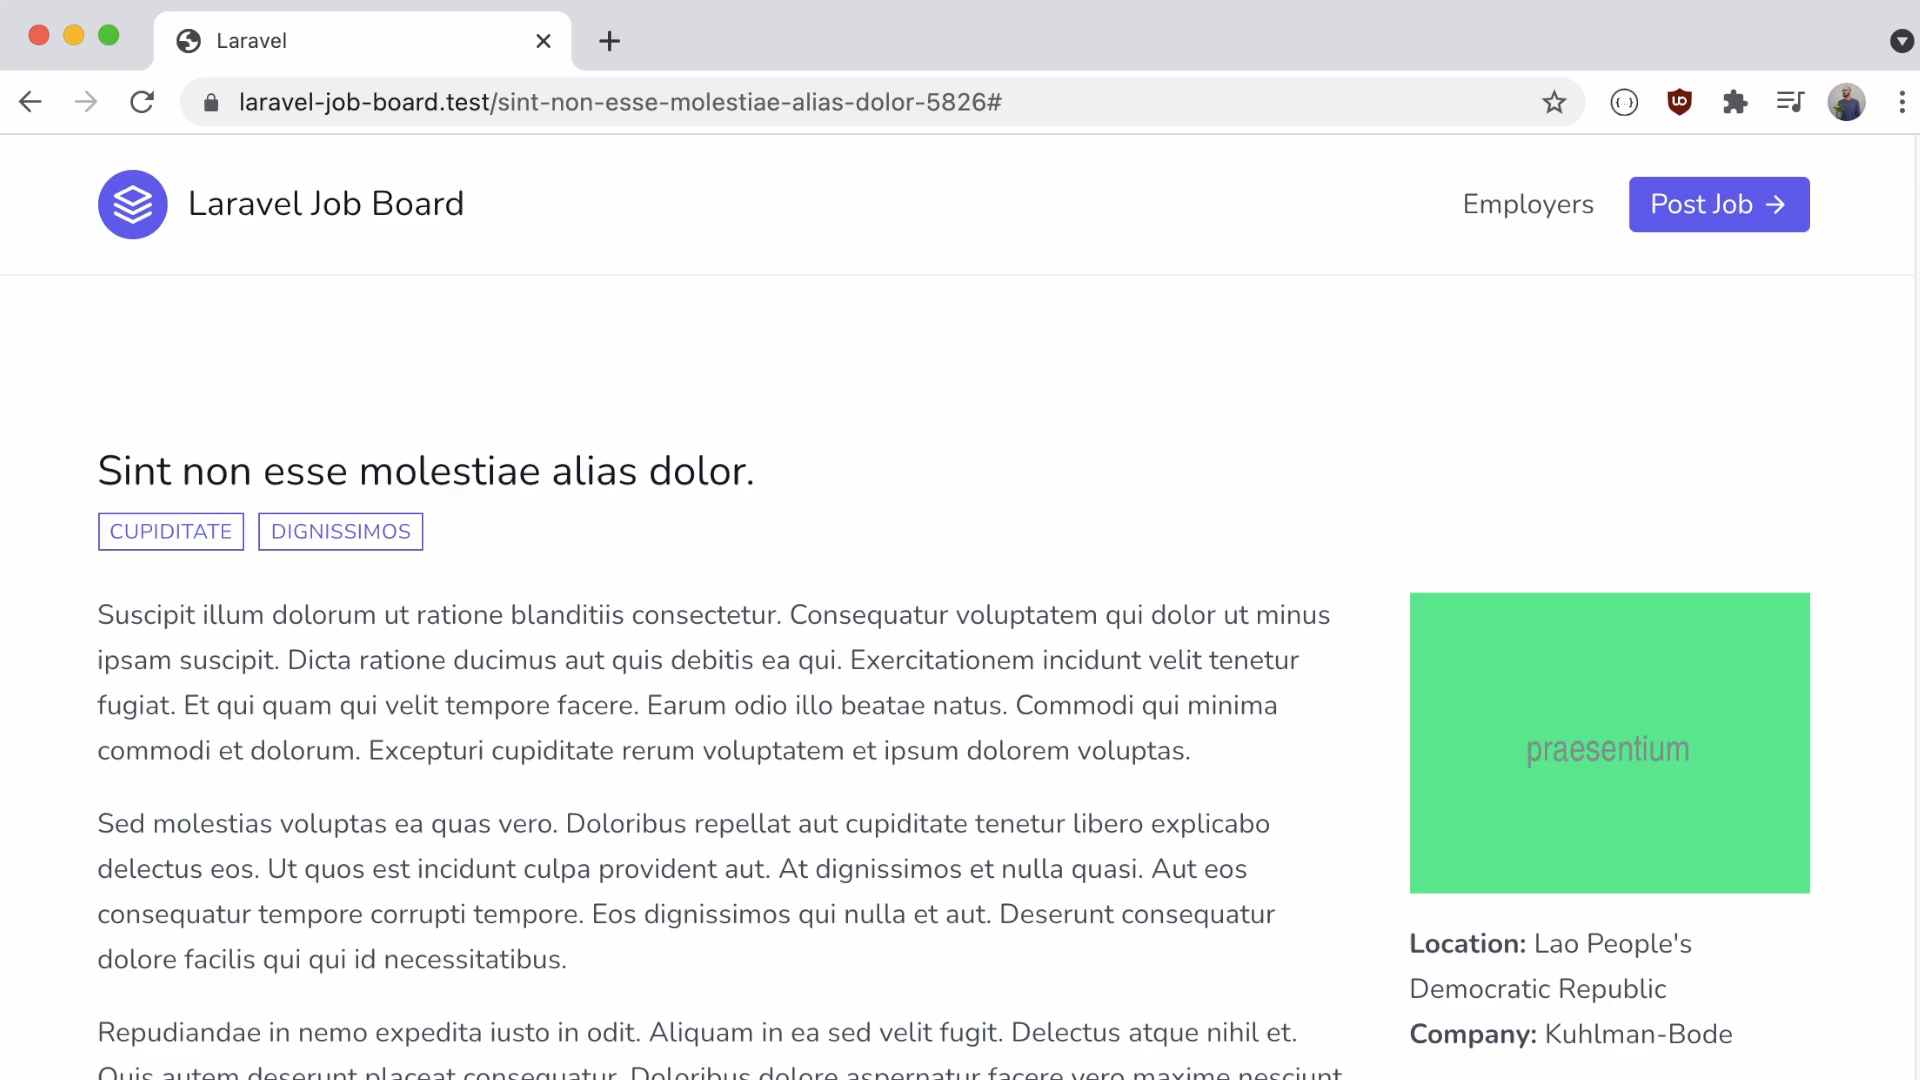 Laravel
laravel-job-board.test/sint-non-esse-molestiae-alias-dolor-5826#
Laravel Job Board
Employers
Post Job →
Sint non esse molestiae alias dolor.
CUPIDITATE DIGNISSIMOS
Suscipit illum dolorum ut ratione blanditiis consectetur. Consequatur voluptatem qui dolor ut minus
ipsam suscipit. Dicta ratione ducimus aut quis debitis ea qui. Exercitationem incidunt velit tenetur
fugiat. Et qui quam qui velit tempore facere. Earum odio illo beatae natus. Commodi qui minima
commodi et dolorum. Excepturi cupiditate rerum voluptatem et ipsum dolorem voluptas.
Sed molestias voluptas ea quas vero. Doloribus repellat aut cupiditate tenetur libero explicabo
delectus eos. Ut quos est incidunt culpa provident aut. At dignissimos et nulla quasi. Aut eos
consequatur tempore corrupti tempore. Eos dignissimos qui nulla et aut. Deserunt consequatur
dolore facilis qui qui id necessitatibus.
Repudiandae in nemo expedita iusto in odit. Aliquam in ea sed velit fugit. Delectus atque nihil et.
Quis autem deserunt placeat consequatur. Doloribus dolore aspernatur facere vero maxime nesciunt
praesentium
Location: Lao People's
Democratic Republic
Company: Kuhlman-Bode